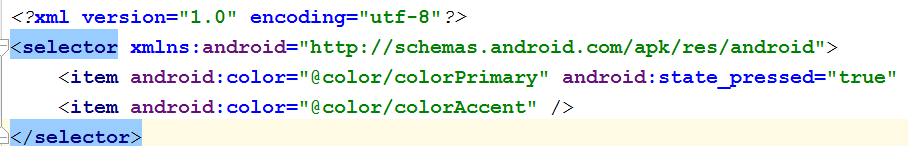 <?xml version="1.0" encoding="utf-8"?>
<selector xmlns:android="http://schemas.android.com/apk/res/android">
<item android:color="@color/colorPrimary" android:state_pressed="true"
<item android:color="@color/colorAccent" />
</selector>